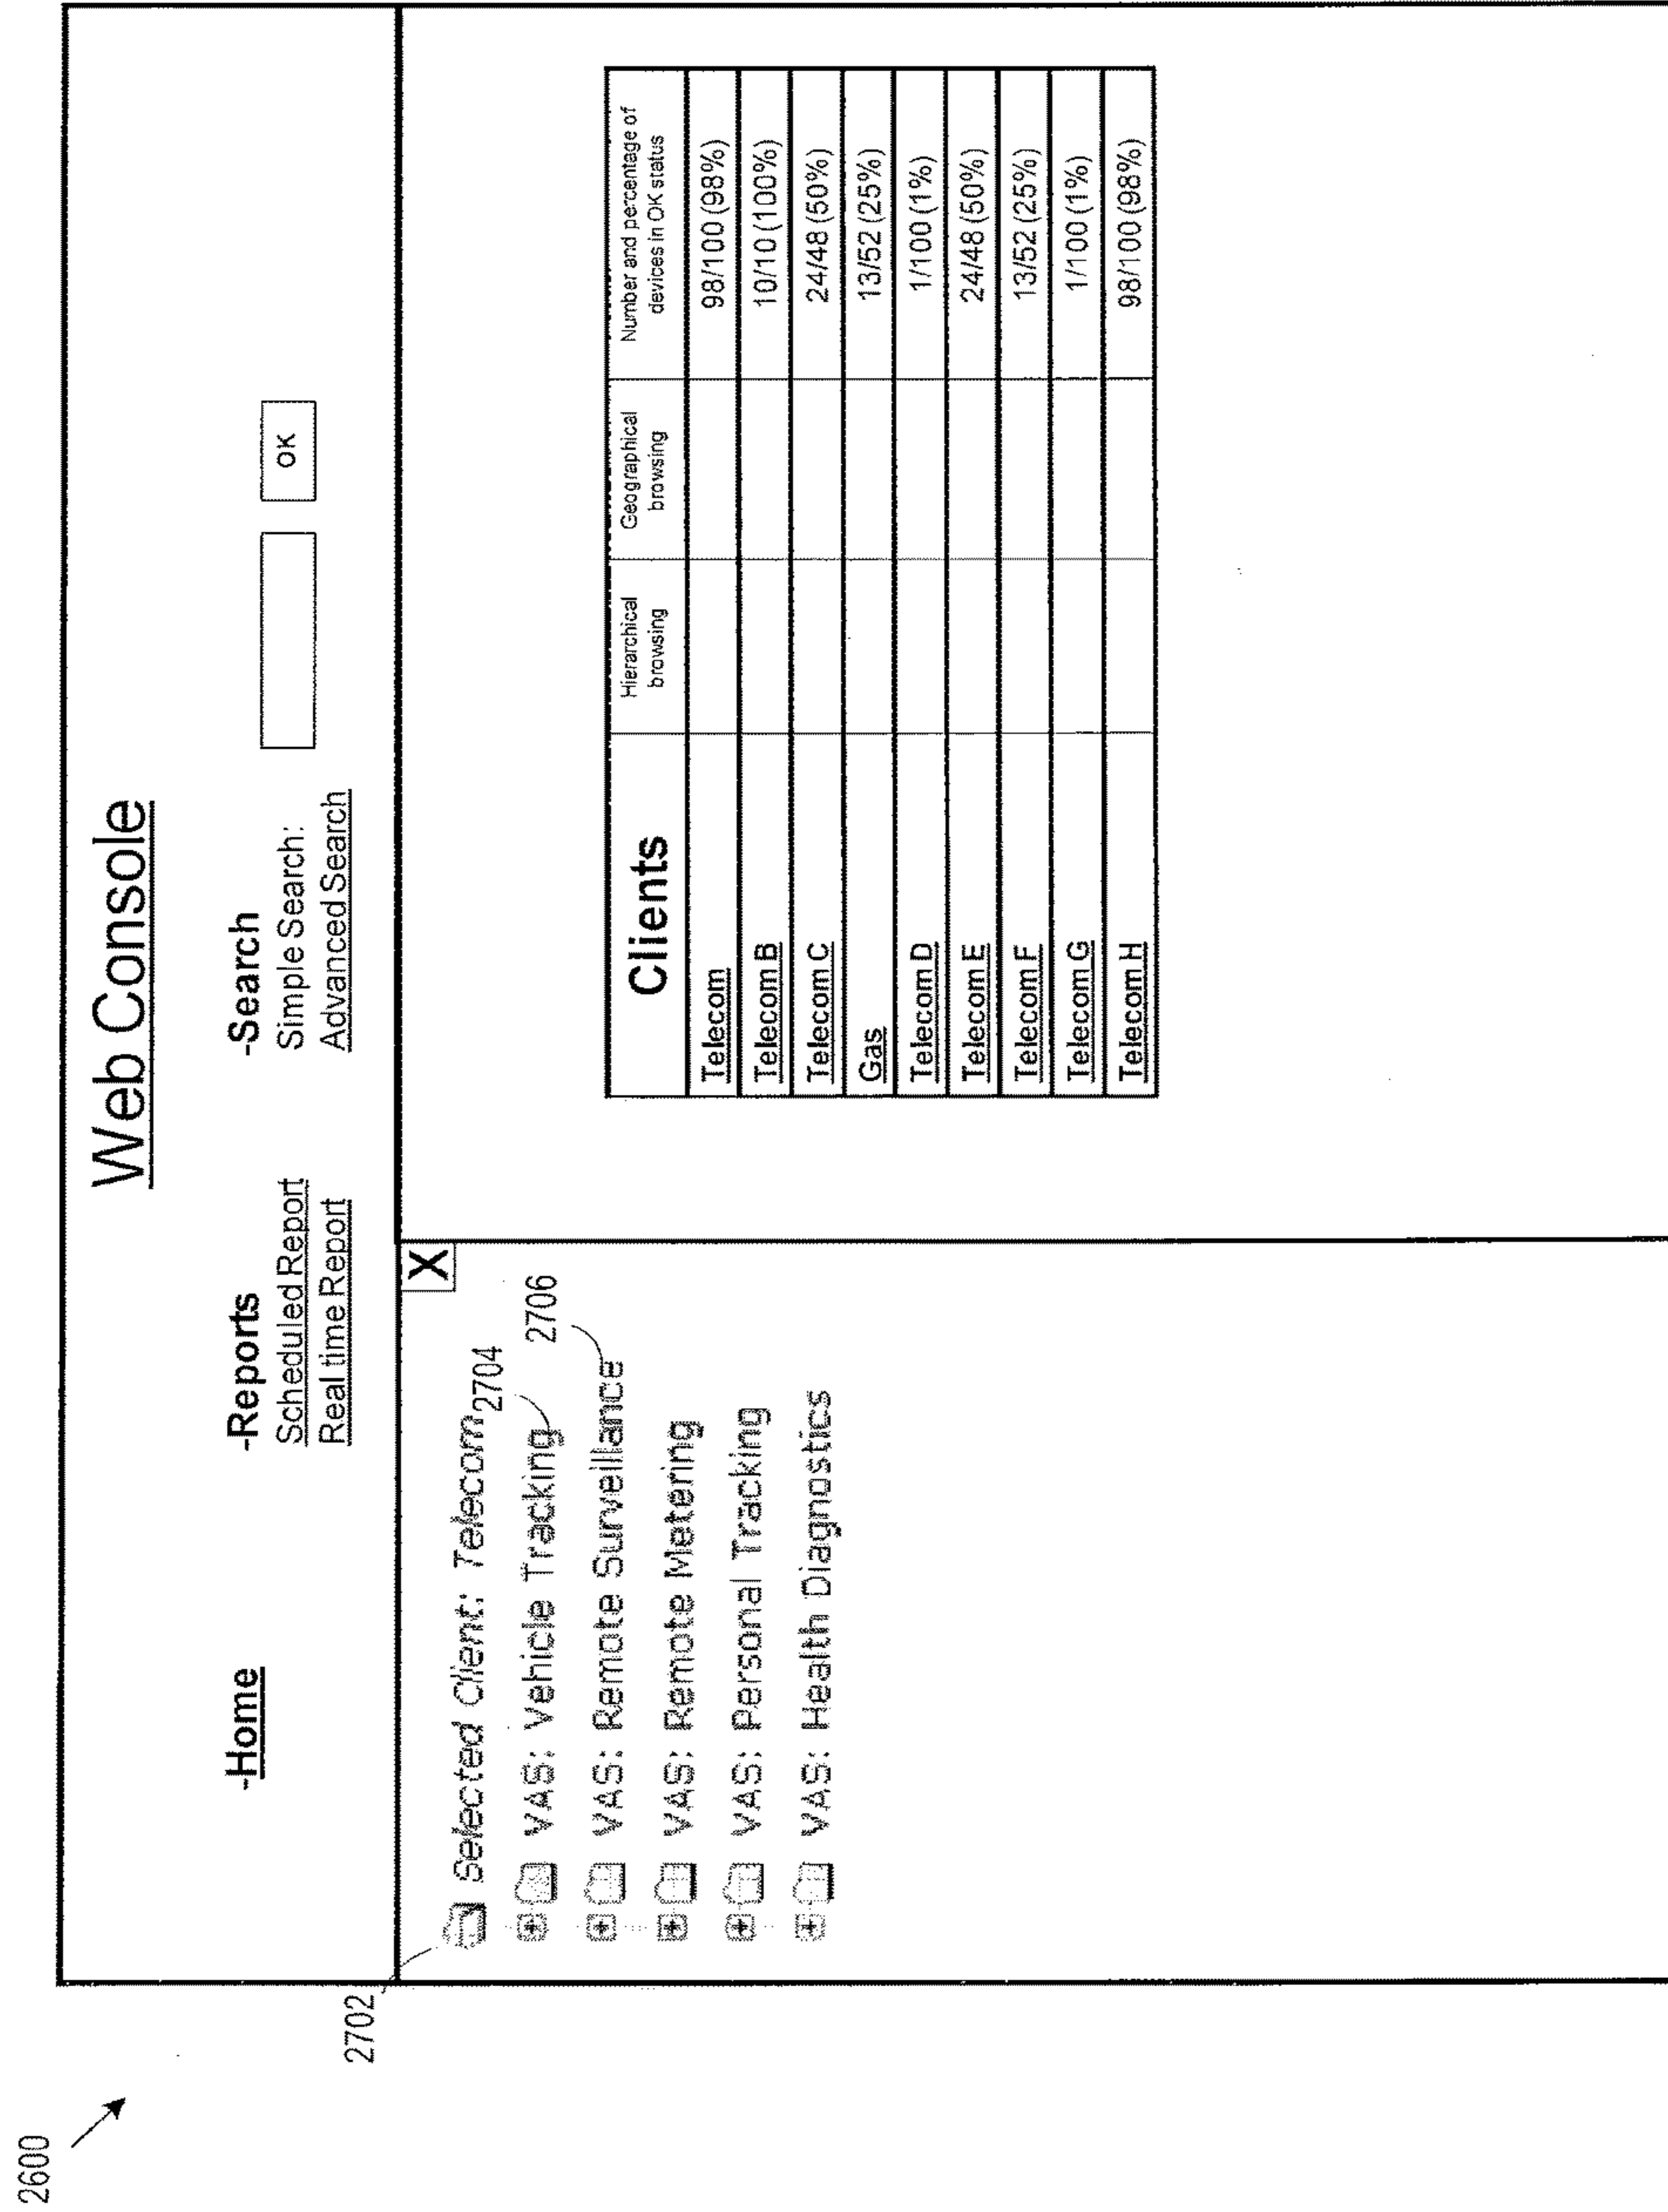 2600
Web Console
-Home
-Reports
Scheduled Report
Real time Report
-Search
Simple Search:
OK
Advanced Search
2702
X
Selected Client: Telecom
2704
VAS: Vehicle Tracking
2706
VAS: Remote Surveillance
VAS: Remote Metering
VAS: Personal Tracking
VAS: Health Diagnostics
Clients
Hierarchical
browsing
Geographical
browsing
Number and percentage of
devices in OK status
Telecom 98/100 (98%)
Telecom B 10/10 (100%)
Telecom C 24/48 (50%)
Gas 13/52 (25%)
Telecom D 1/100 (1%)
Telecom E 24/48 (50%)
Telecom F 13/52 (25%)
Telecom G 1/100 (1%)
Telecom H 98/100 (98%)